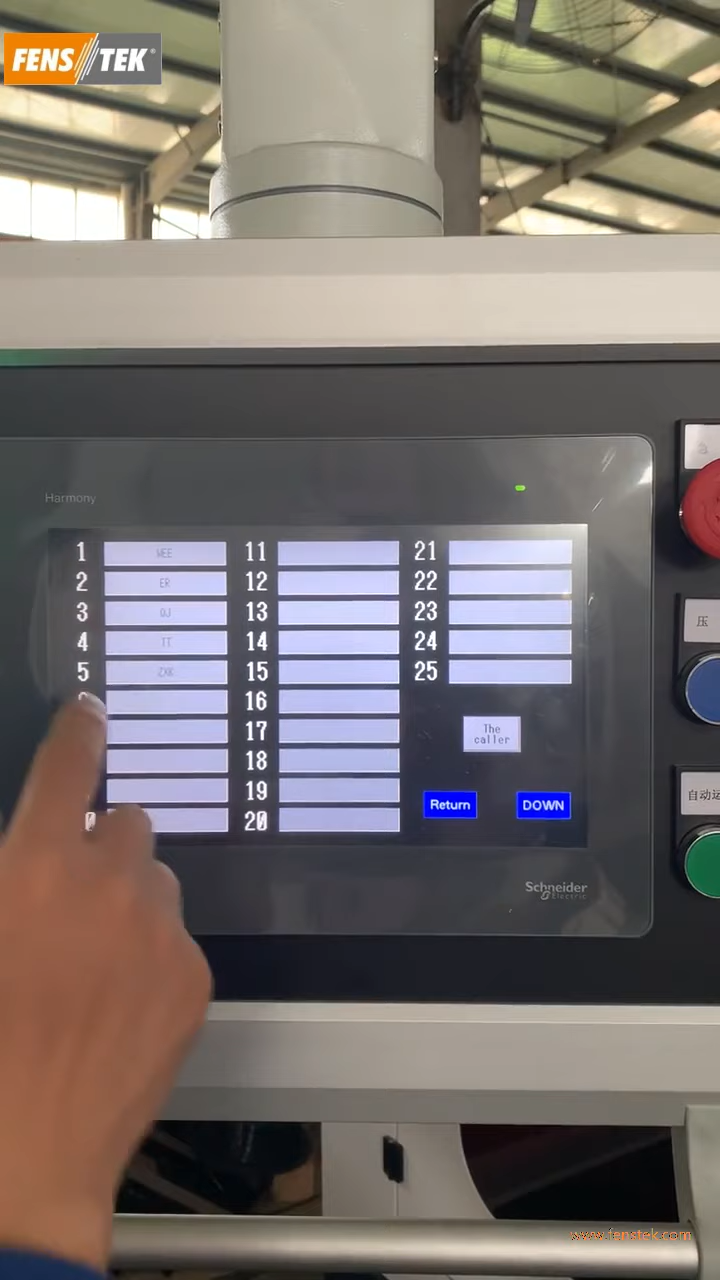 FENS TEK®
Harmony
1 WEE 11 21
2 ER 12 22
3 OJ 13 23
4 TT 14 24
5 ZXK 15 25
16
17
18
19
20
The
caller
Return DOWN
Schneider
Electric
急
压
自动运
www.fenstek.com